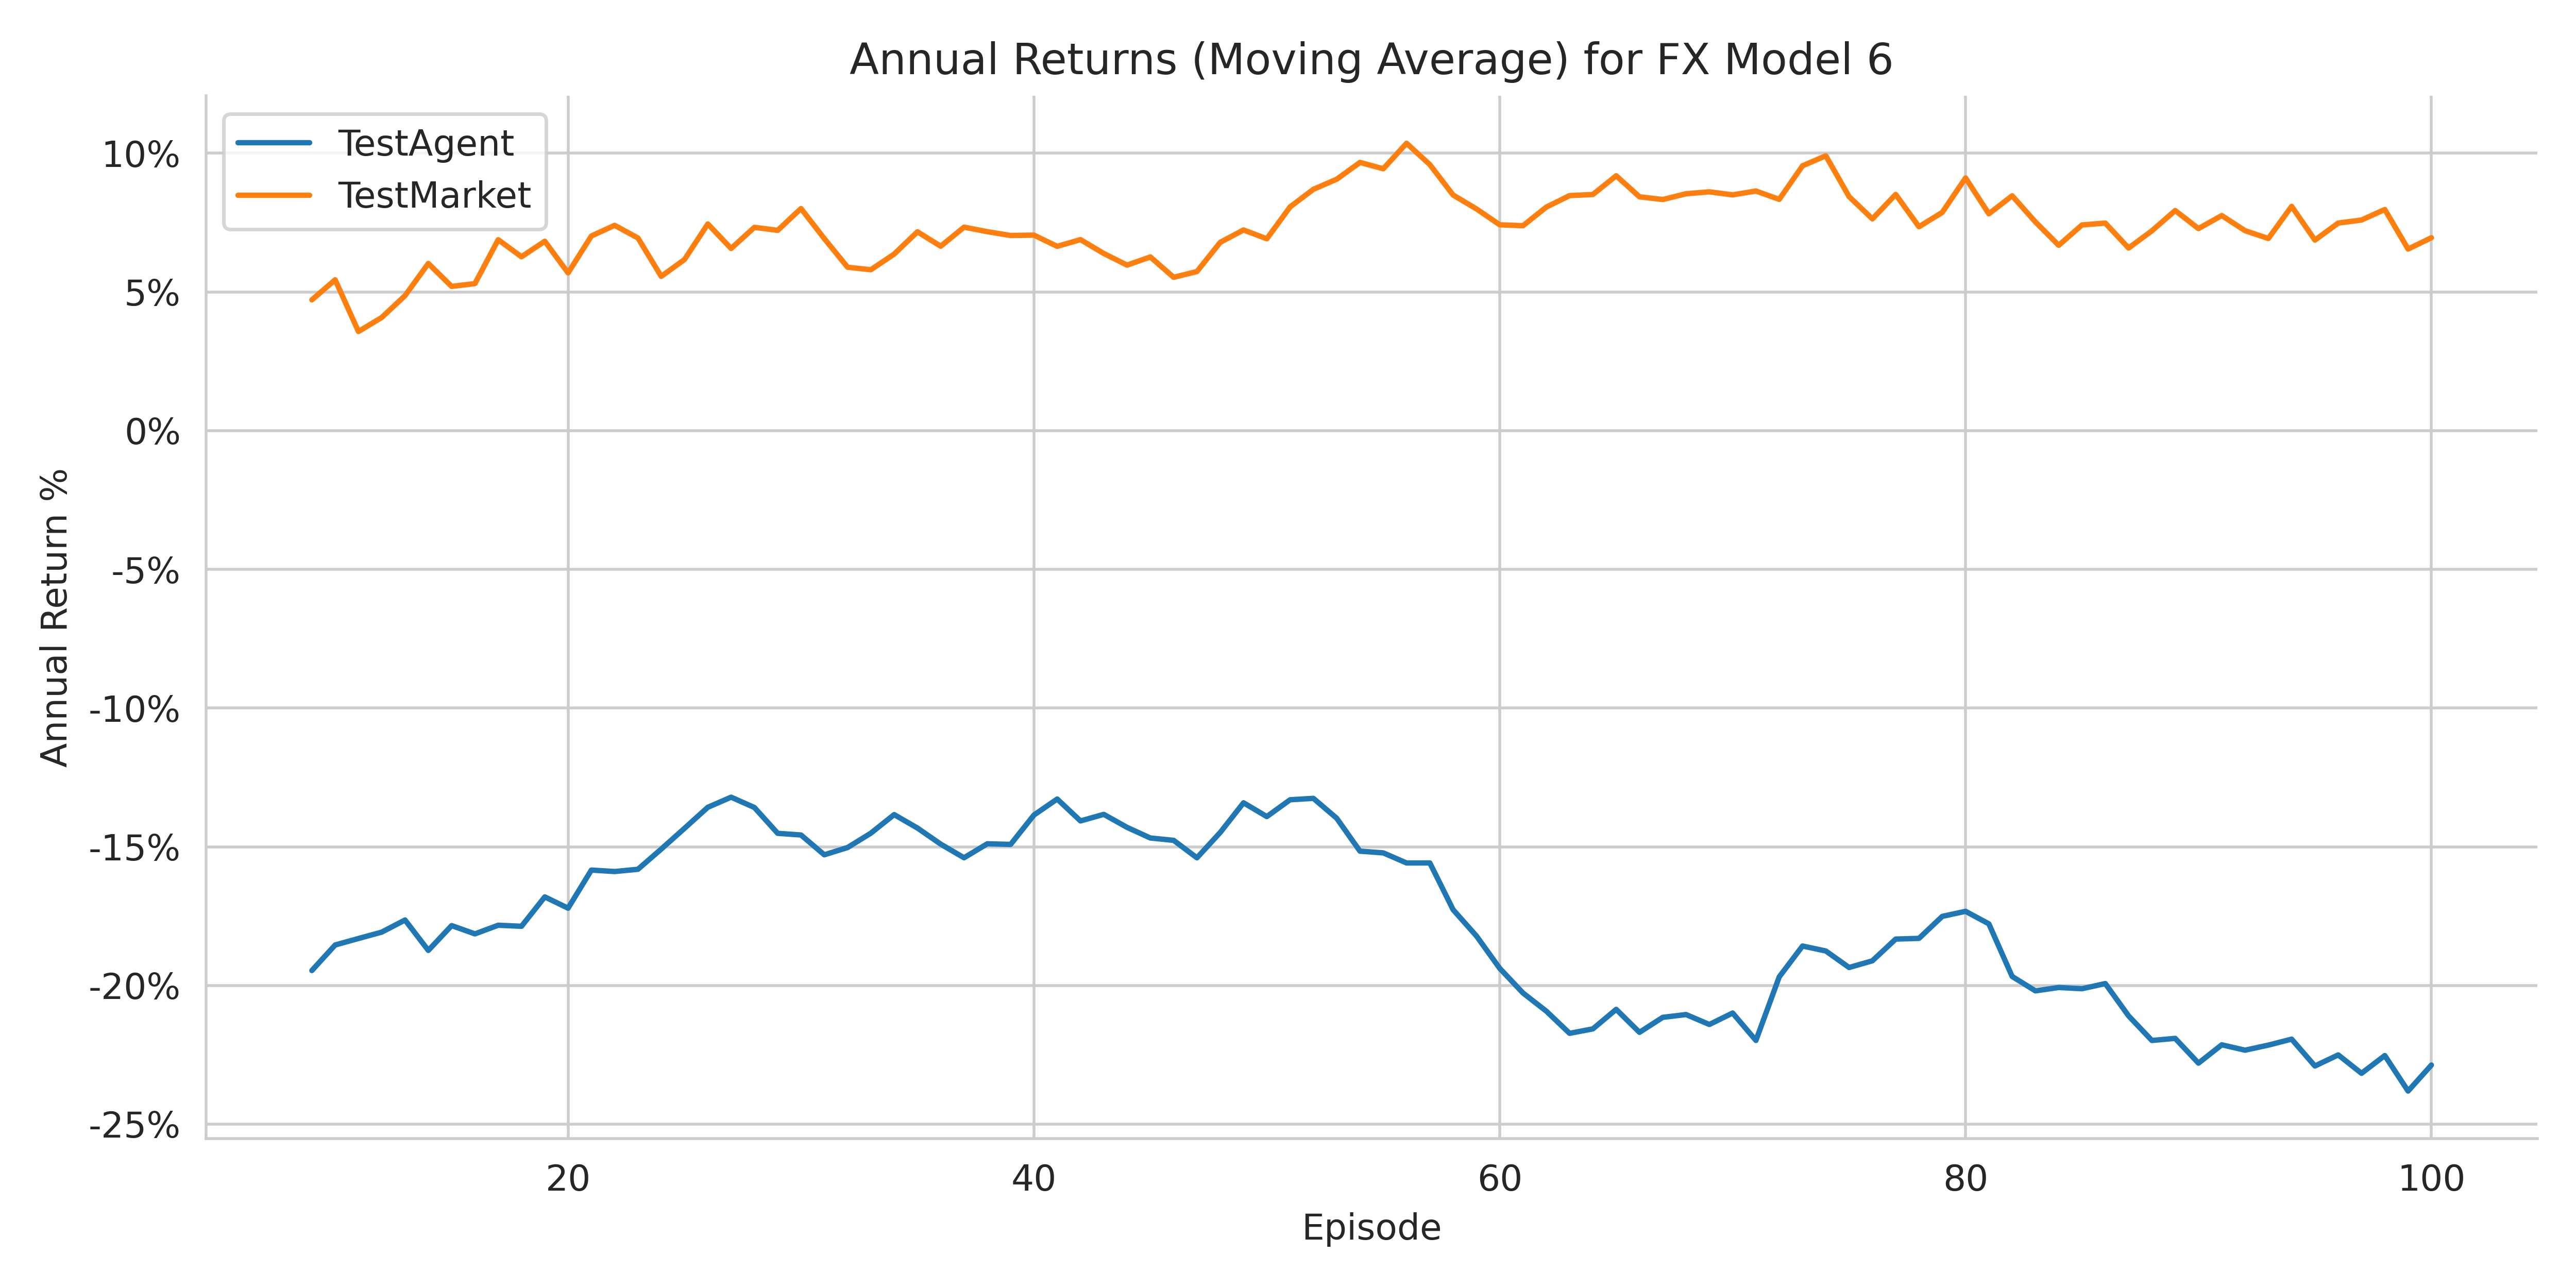 Annual Returns (Moving Average) for FX Model 6
TestAgent
TestMarket
10%
5%
0%
-5%
-10%
-15%
-20%
-25%
Annual Return %
20
40
60
80
100
Episode